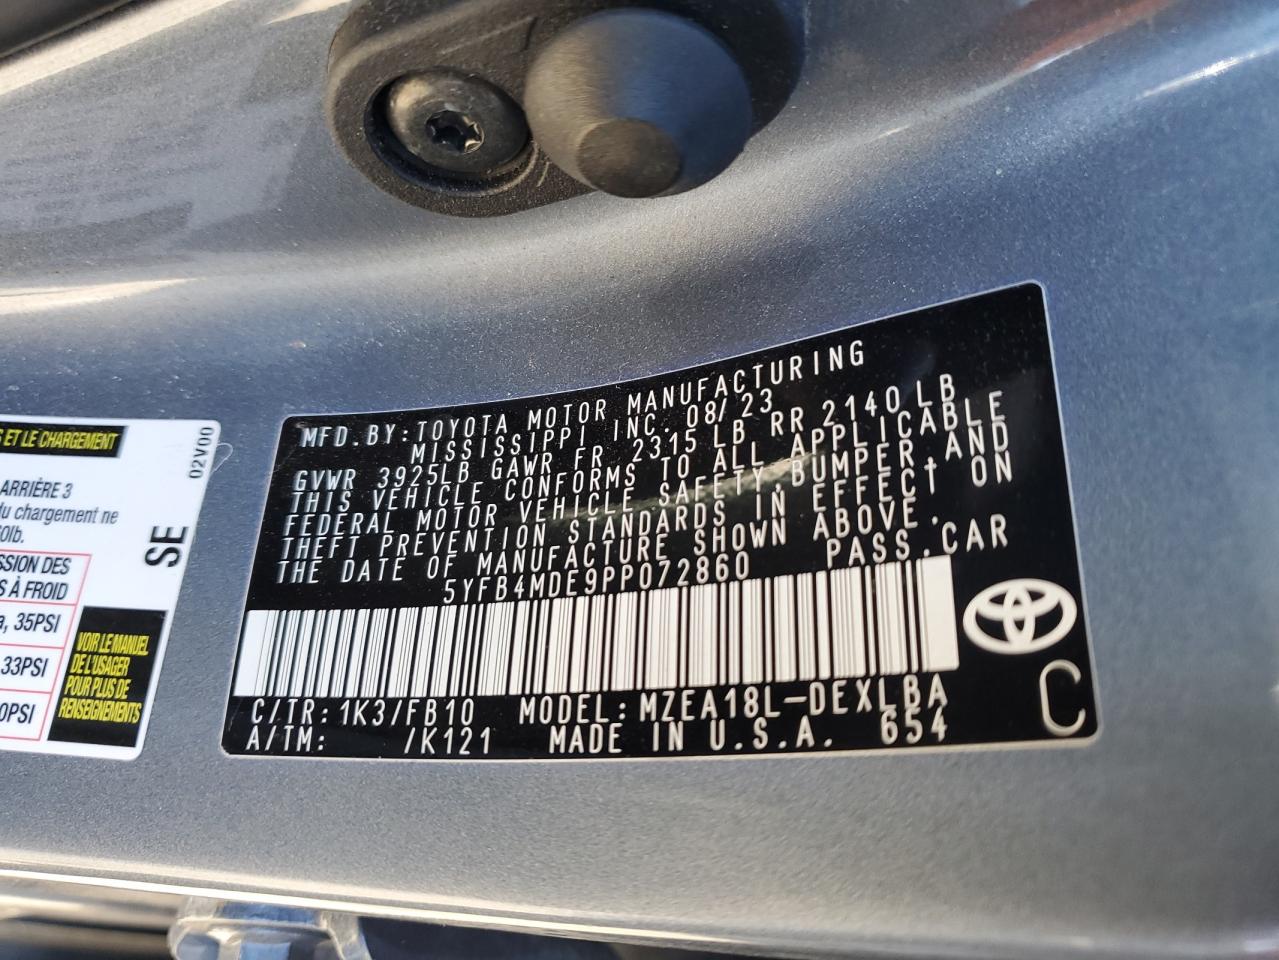 S ET LE CHARGEMENT
02V00
ARRIÈRE 3
du chargement ne
0lb.
SE
SSION DES
S À FROID
a, 35PSI
33PSI
0PSI
VOIR LE MANUEL
DE L'USAGER
POUR PLUS DE
RENSEIGNEMENTS
MFD. BY: TOYOTA MOTOR MANUFACTURING
MISSISSIPPI INC. 08/23
GVWR 3925LB GAWR FR 2315 LB RR 2140 LB
THIS VEHICLE CONFORMS TO ALL APPLICABLE
FEDERAL MOTOR VEHICLE SAFETY, BUMPER, AND
THEFT PREVENTION STANDARDS IN EFFECT ON
THE DATE OF MANUFACTURE SHOWN ABOVE.
5YFB4MDE9PP072860 PASS. CAR
C/TR: 1K3/FB10 MODEL: MZEA18L-DEXLBA
A/TM: /K121 MADE IN U.S.A. 654
C